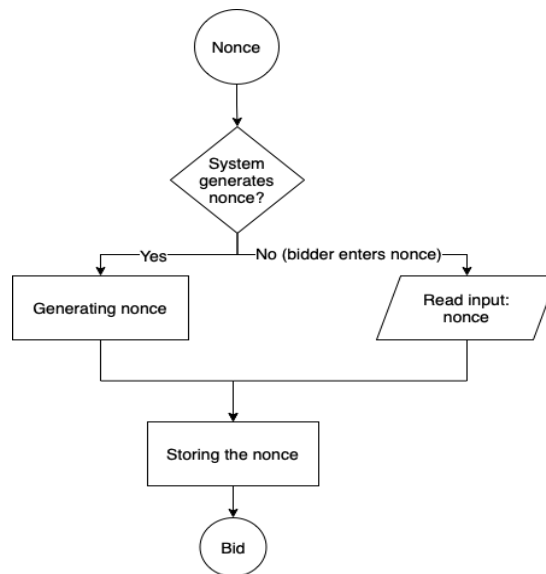 Nonce
System
generates
nonce?
Yes
No (bidder enters nonce)
Generating nonce
Read input:
nonce
Storing the nonce
Bid